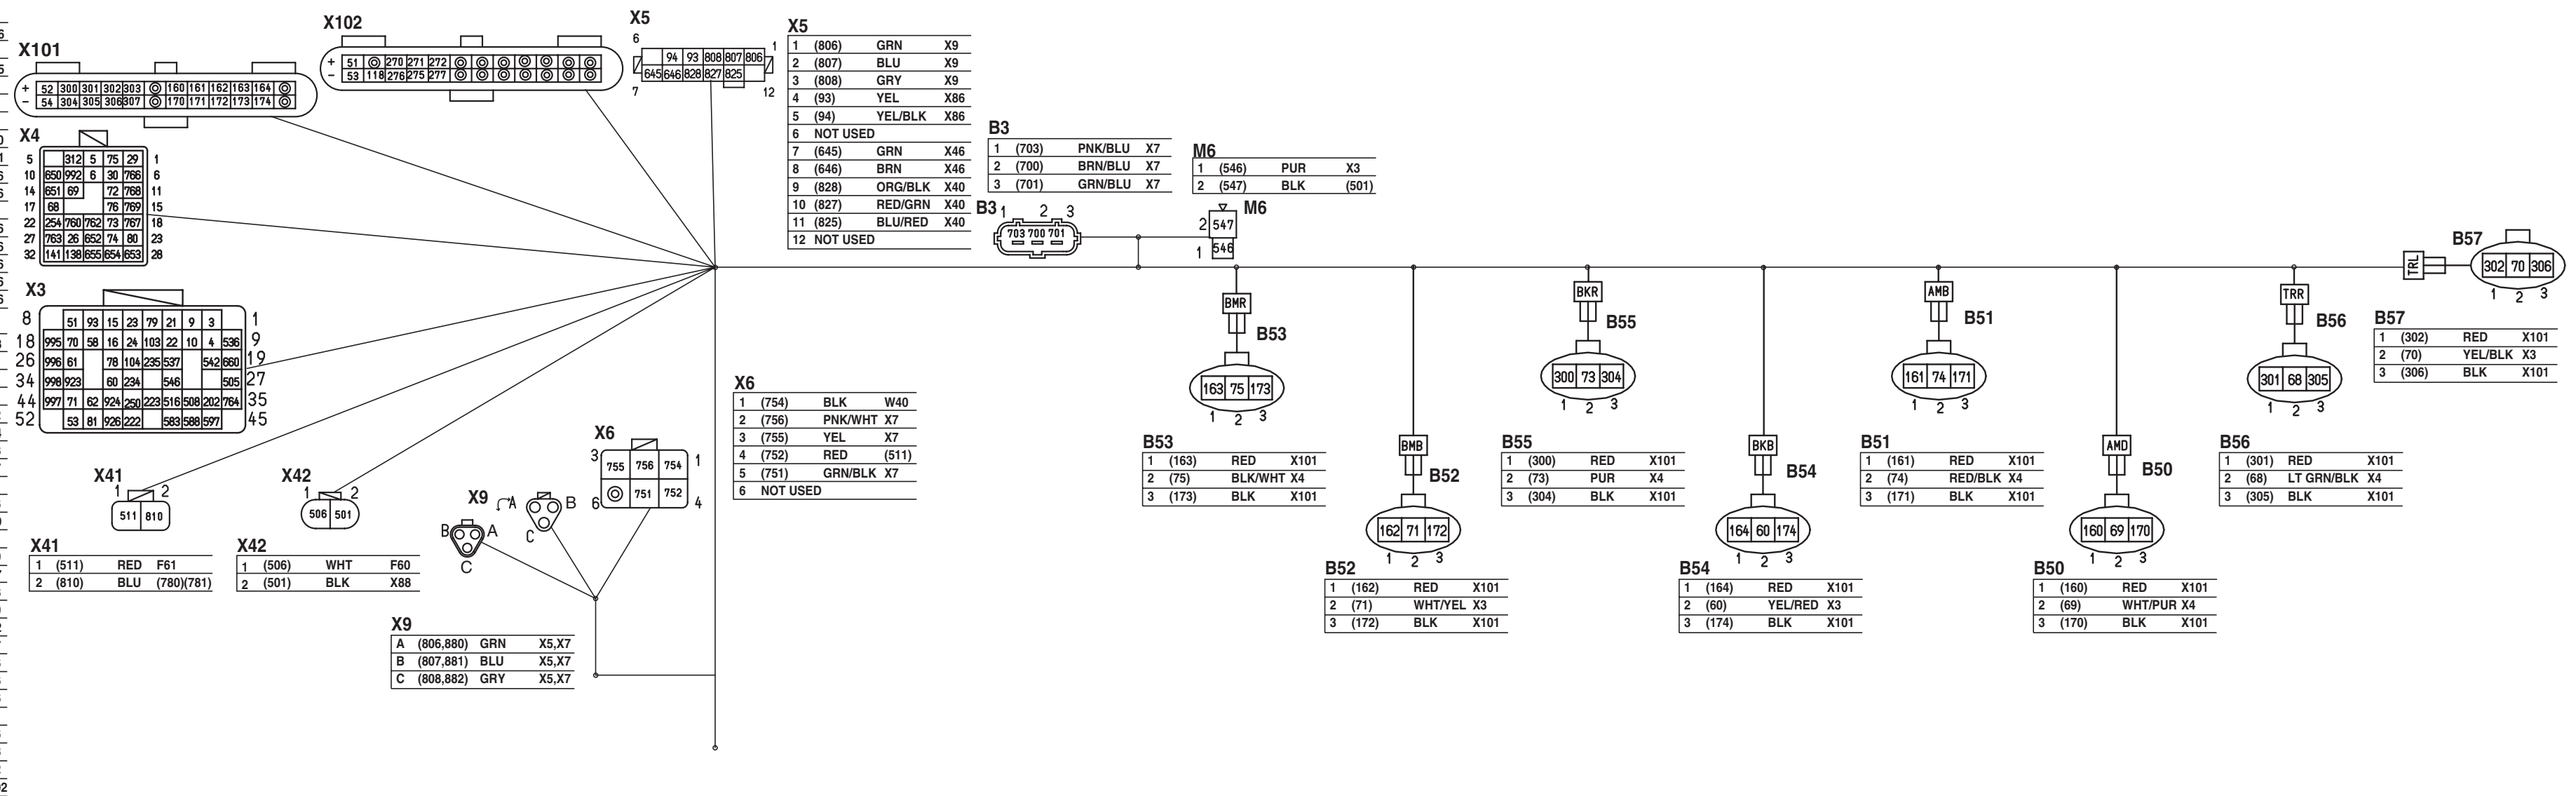 X101
+ 52 300 301 302 303 160 161 162 163 164
− 54 304 305 306 307 170 171 172 173 174
X102
+ 51 270 271 272
− 53 118 276 275 277
X5
6 1
94 93 808 807 806
645 646 828 827 825
7 12
X5
1 (806) GRN X9
2 (807) BLU X9
3 (808) GRY X9
4 (93) YEL X86
5 (94) YEL/BLK X86
6 NOT USED
7 (645) GRN X46
8 (646) BRN X46
9 (828) ORG/BLK X40
10 (827) RED/GRN X40
11 (825) BLU/RED X40
12 NOT USED
X4
5 312 5 75 29 1
10 650 992 6 30 766 6
14 651 69 72 768 11
17 68 76 769 15
22 254 760 762 73 767 18
27 763 26 652 74 80 23
32 141 138 655 654 653 28
X3
8 51 93 15 23 79 21 9 3 1
18 995 70 58 16 24 103 22 10 4 536 9
26 996 61 78 104 235 537 542 660 19
34 998 923 60 234 546 505 27
44 997 71 62 924 250 223 516 508 202 764 35
52 53 81 926 222 583 588 597 45
B3
1 (703) PNK/BLU X7
2 (700) BRN/BLU X7
3 (701) GRN/BLU X7
B3 1 2 3
703 700 701
M6
1 (546) PUR X3
2 (547) BLK (501)
M6
2 547
1 546
X41
1 2
511 810
X41
1 (511) RED F61
2 (810) BLU (780)(781)
X42
1 2
506 501
X42
1 (506) WHT F60
2 (501) BLK X88
X9
A B
C
B A
C
X9
A (806,880) GRN X5,X7
B (807,881) BLU X5,X7
C (808,882) GRY X5,X7
X6
3 755 756 754 1
6 751 752 4
X6
1 (754) BLK W40
2 (756) PNK/WHT X7
3 (755) YEL X7
4 (752) RED (511)
5 (751) GRN/BLK X7
6 NOT USED
BMR
B53
163 75 173
1 2 3
B53
1 (163) RED X101
2 (75) BLK/WHT X4
3 (173) BLK X101
BMB
B52
162 71 172
1 2 3
B52
1 (162) RED X101
2 (71) WHT/YEL X3
3 (172) BLK X101
BKR
B55
300 73 304
1 2 3
B55
1 (300) RED X101
2 (73) PUR X4
3 (304) BLK X101
BKB
B54
164 60 174
1 2 3
B54
1 (164) RED X101
2 (60) YEL/RED X3
3 (174) BLK X101
AMB
B51
161 74 171
1 2 3
B51
1 (161) RED X101
2 (74) RED/BLK X4
3 (171) BLK X101
AMD
B50
160 69 170
1 2 3
B50
1 (160) RED X101
2 (69) WHT/PUR X4
3 (170) BLK X101
TRR
B56
301 68 305
1 2 3
B56
1 (301) RED X101
2 (68) LT GRN/BLK X4
3 (305) BLK X101
TRL
B57
302 70 306
1 2 3
B57
1 (302) RED X101
2 (70) YEL/BLK X3
3 (306) BLK X101